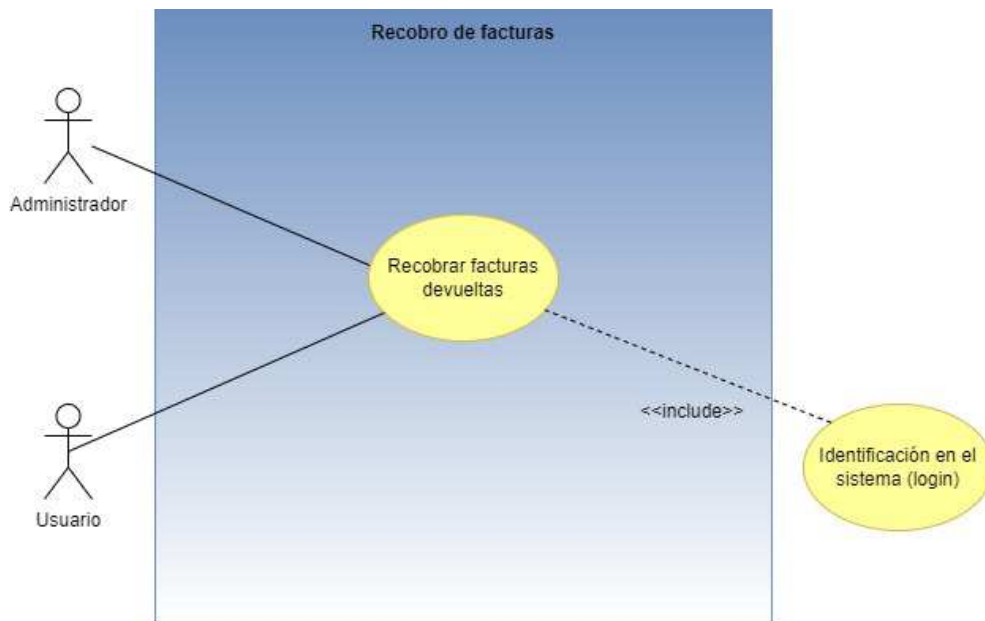 Recobro de facturas
Administrador
Recobrar facturas
devueltas
<<include>>
Identificación en el
sistema (login)
Usuario